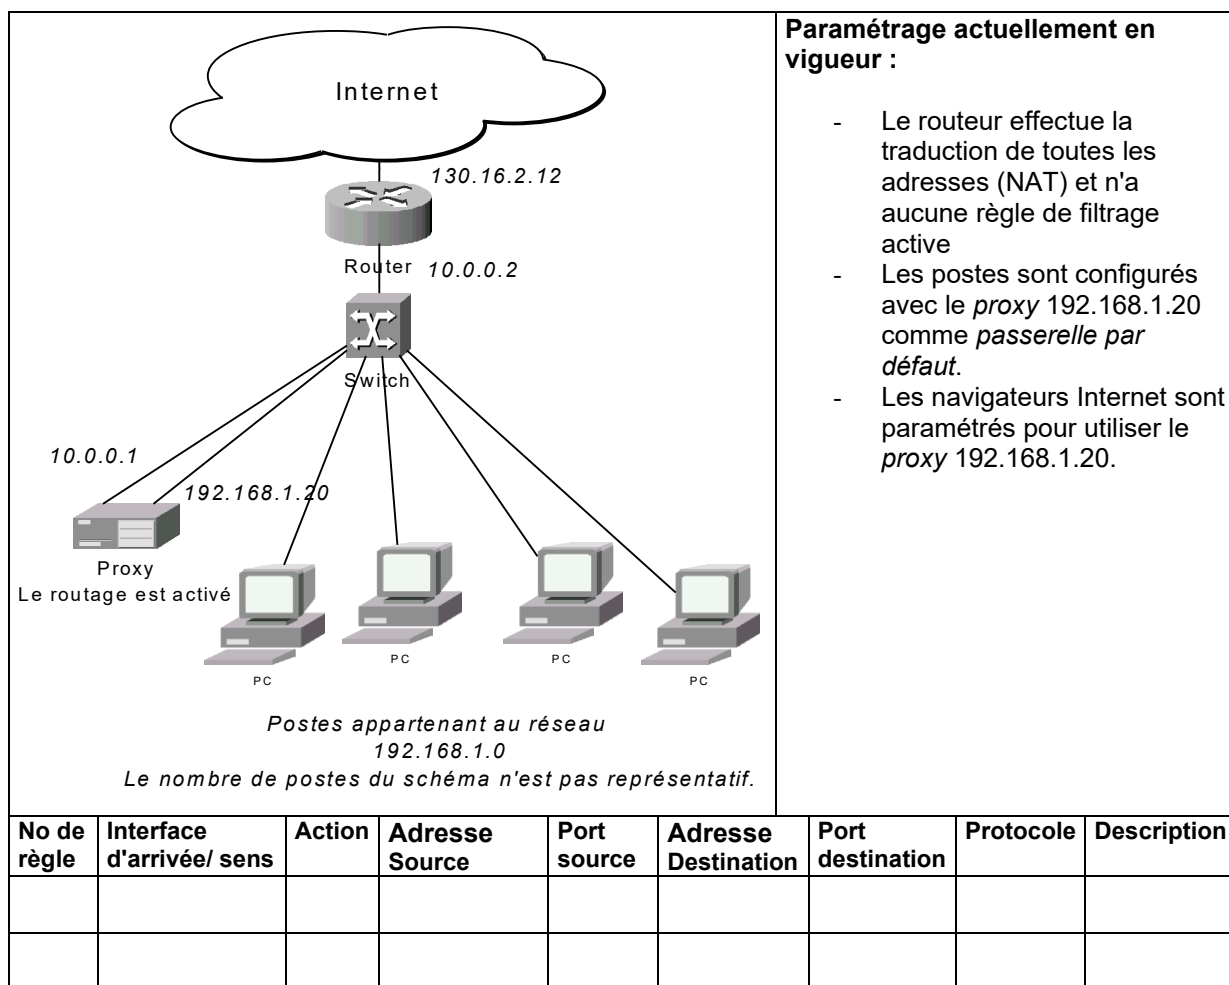 Internet
130.16.2.12
Router
10.0.0.2
Switch
10.0.0.1
192.168.1.20
Proxy
Le routage est activé
PC
PC
PC
PC
Postes appartenant au réseau
192.168.1.0
Le nombre de postes du schéma n'est pas représentatif.
Paramétrage actuellement en
vigueur :
- Le routeur effectue la
traduction de toutes les
adresses (NAT) et n'a
aucune règle de filtrage
active
- Les postes sont configurés
avec le proxy 192.168.1.20
comme passerelle par
défaut.
- Les navigateurs Internet sont
paramétrés pour utiliser le
proxy 192.168.1.20.
No de règle
Interface d'arrivée/ sens
Action
Adresse Source
Port source
Adresse Destination
Port destination
Protocole
Description